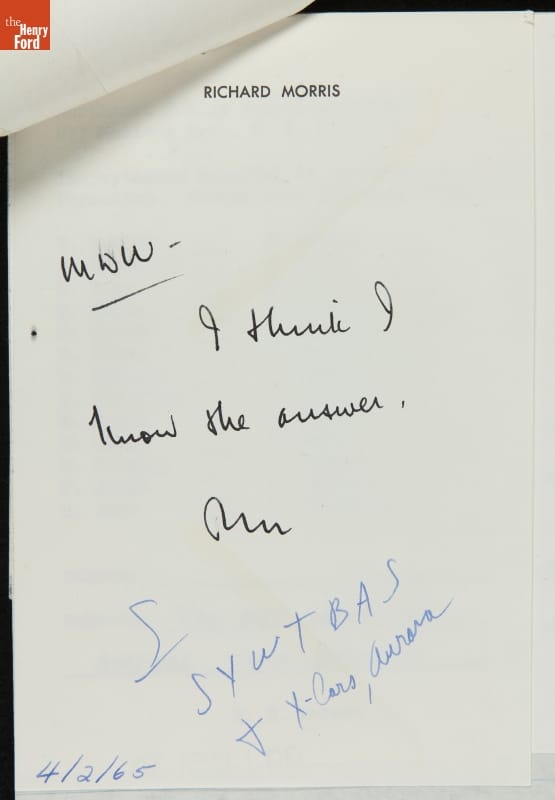 the
Henry
Ford
RICHARD MORRIS
MDW -
I think I
know the answer.
SYWTBAS
+ X-Cars, Aurora
4/2/65